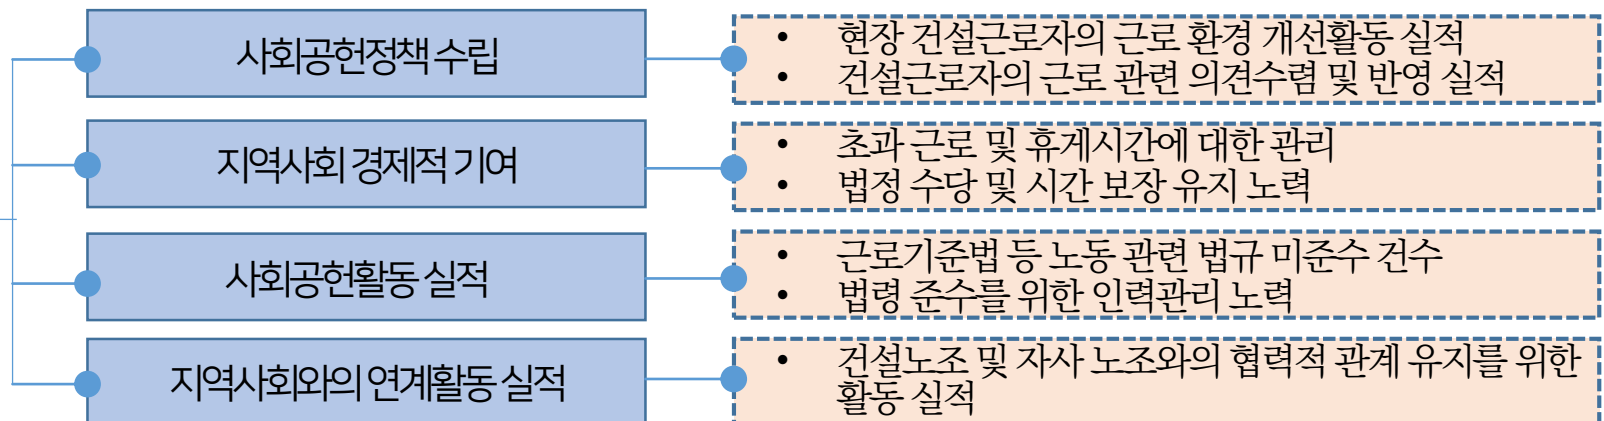 사회공헌정책 수립
• 현장 건설근로자의 근로 환경 개선활동 실적
• 건설근로자의 근로 관련 의견수렴 및 반영 실적
지역사회 경제적 기여
• 초과 근로 및 휴게시간에 대한 관리
• 법정 수당 및 시간 보장 유지 노력
사회공헌활동 실적
• 근로기준법 등 노동 관련 법규 미준수 건수
• 법령 준수를 위한 인력관리 노력
지역사회와의 연계활동 실적
• 건설노조 및 자사 노조와의 협력적 관계 유지를 위한
활동 실적